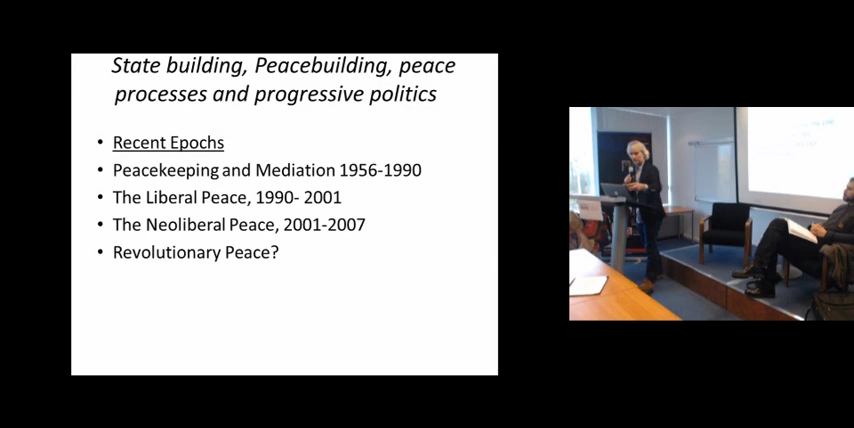 State building, Peacebuilding, peace
processes and progressive politics
• Recent Epochs
• Peacekeeping and Mediation 1956-1990
• The Liberal Peace, 1990- 2001
• The Neoliberal Peace, 2001-2007
• Revolutionary Peace?